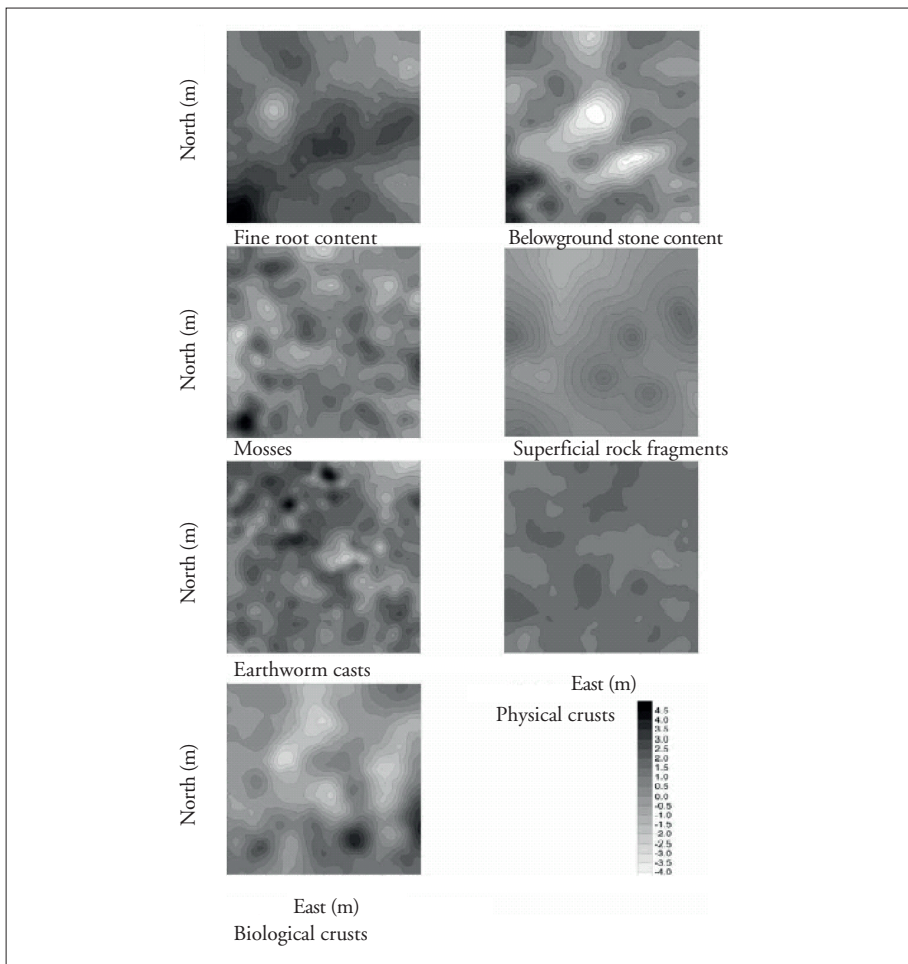 North (m)
Fine root content
Belowground stone content
North (m)
Mosses
Superficial rock fragments
North (m)
Earthworm casts
East (m)
Physical crusts
4.5
4.0
3.5
3.0
2.5
2.0
1.5
1.0
0.5
0.0
-0.5
-1.0
-1.5
-2.0
-2.5
-3.0
-3.5
-4.0
North (m)
East (m)
Biological crusts